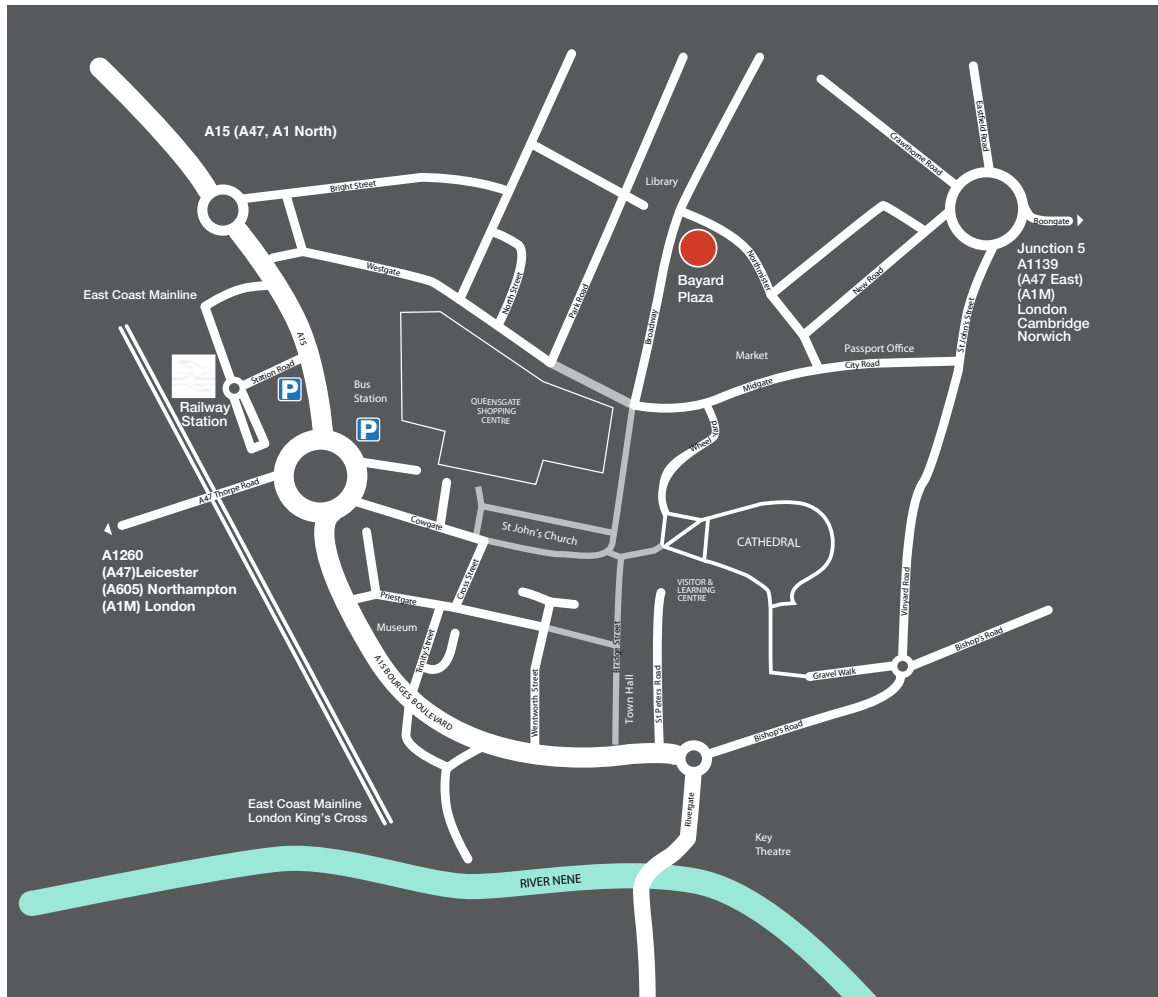 A15 (A47, A1 North)
Eastfield Road
Crawthorne Road
Library
Bright Street
Boongate
Junction 5
A1139
(A47 East)
(A1M)
London
Cambridge
Norwich
Northmister
Westgate
Bayard
Plaza
New Road
East Coast Mainline
North Street
Park Road
Broadway
St John's Street
A15
Market
Passport Office
City Road
Station Road
P
Bus
Station
Midgate
Railway
Station
QUEENSGATE
SHOPPING
CENTRE
P
Wheel Yard
A47 Thorpe Road
Cowgate
St John's Church
CATHEDRAL
A1260
(A47)Leicester
(A605) Northampton
(A1M) London
Cross Street
VISITOR &
LEARNING
CENTRE
Vinyard Road
Priestgate
Museum
Trinity Street
Bridge Street
Bishop's Road
Gravel Walk
A15 BOURGES BOULEVARD
Wentworth Street
Town Hall
St Peters Road
Bishop's Road
East Coast Mainline
London King's Cross
Rivergate
Key
Theatre
RIVER NENE